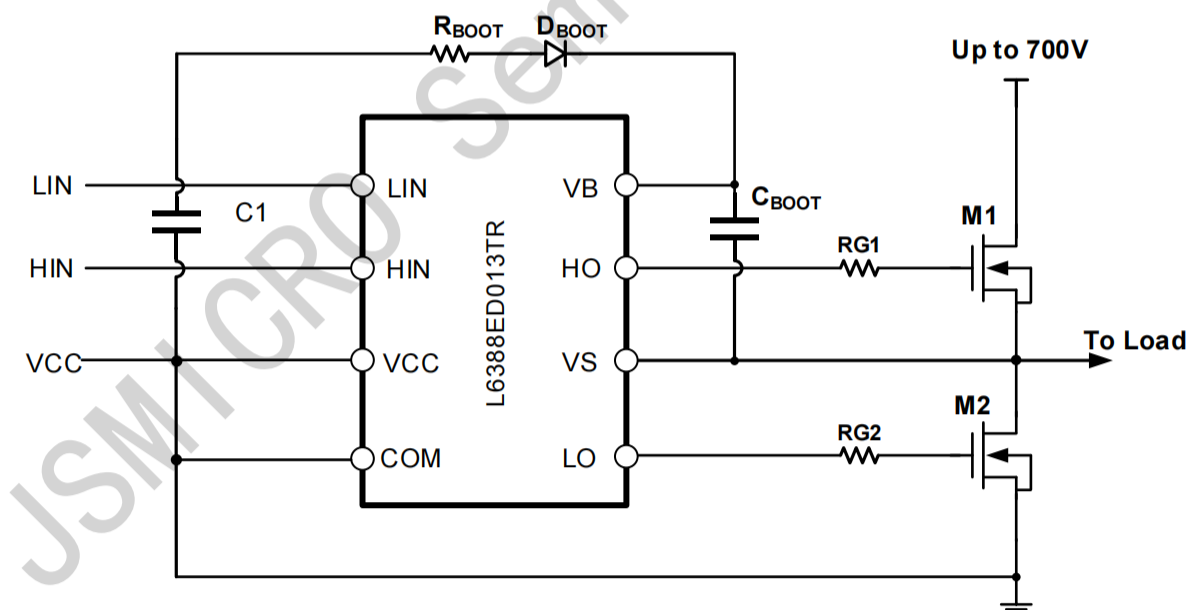 RBOOT DBOOT
Up to 700V
LIN
LIN
VB
C1
CBOOT
M1
RG1
HIN
HIN
HO
L6388ED013TR
To Load
VCC
VCC
VS
M2
RG2
COM
LO
JSMICRO Sem